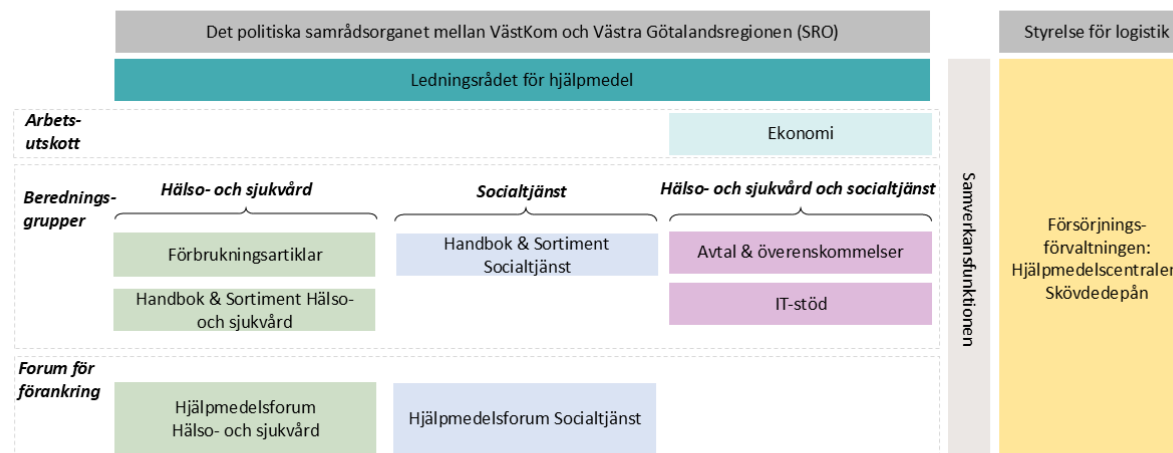 Det politiska samrådsorganet mellan VästKom och Västra Götalandsregionen (SRO)
Styrelse för logistik
Ledningsrådet för hjälpmedel
Arbets-
utskott
Ekonomi
Berednings-
grupper
Hälso- och sjukvård
Socialtjänst
Hälso- och sjukvård och socialtjänst
Förbrukningsartiklar
Handbok & Sortiment
Socialtjänst
Avtal & överenskommelser
Handbok & Sortiment Hälso-
och sjukvård
IT-stöd
Forum för
förankring
Hjälpmedelsforum
Hälso- och sjukvård
Hjälpmedelsforum Socialtjänst
Samverkansfunktionen
Försörjnings-
förvaltningen:
Hjälpmedelscentralen
Skövdedepån